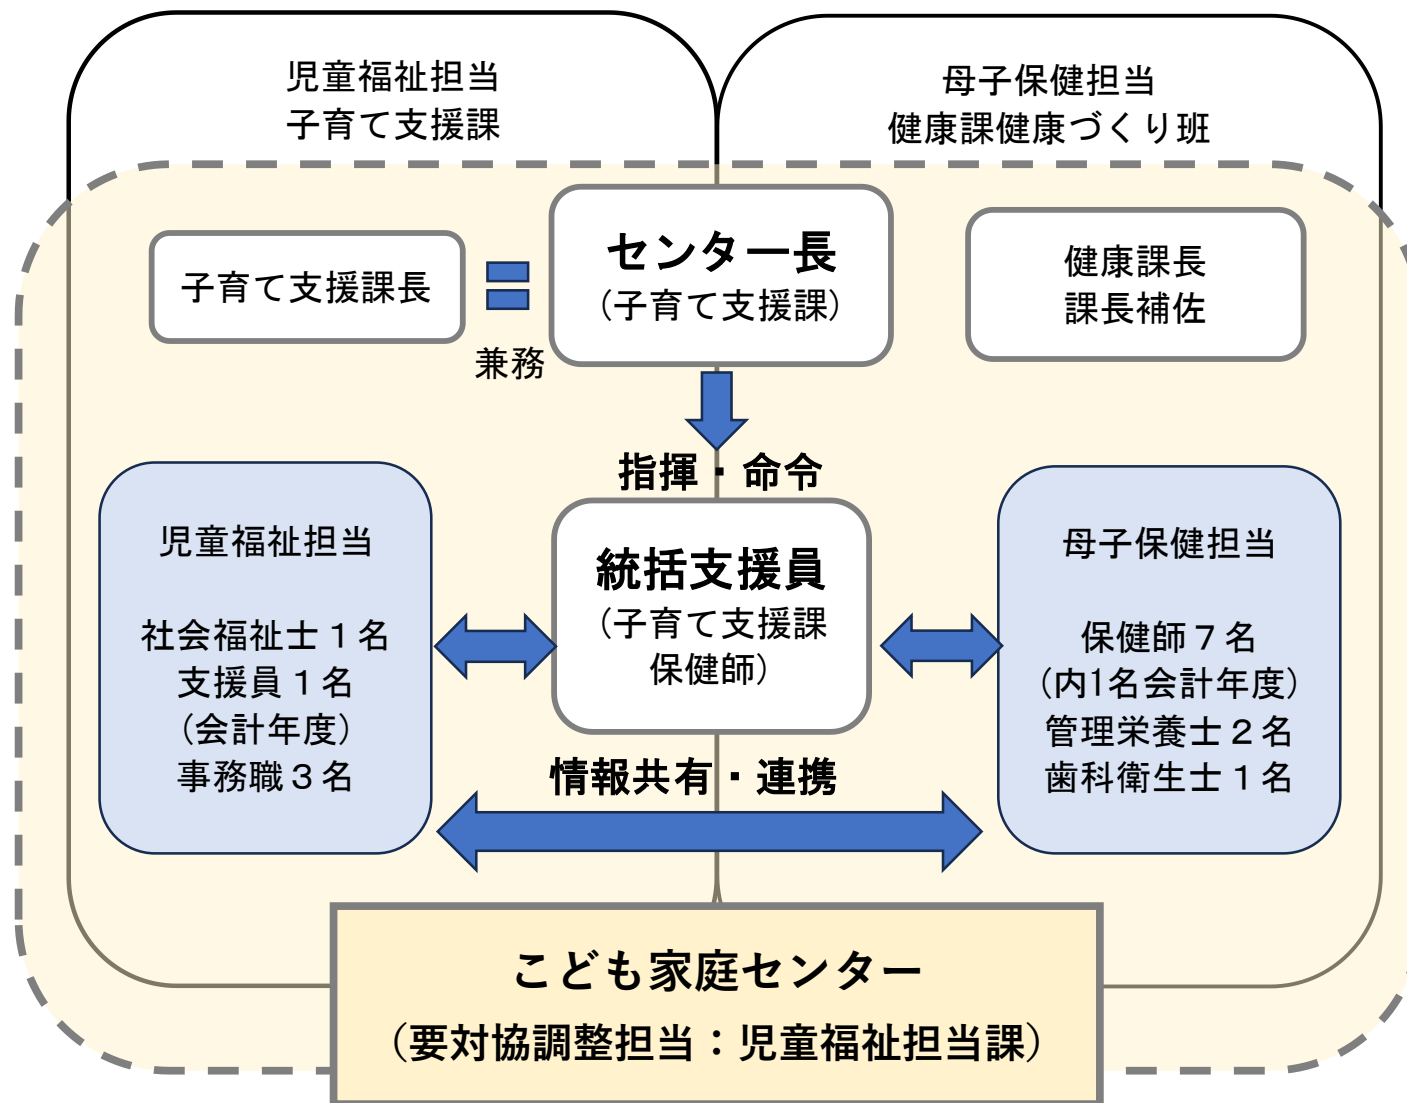 児童福祉担当
子育て支援課
母子保健担当
健康課健康づくり班
子育て支援課長
兼務
センター長
(子育て支援課)
健康課長
課長補佐
指揮・命令
児童福祉担当
社会福祉士１名
支援員１名
(会計年度)
事務職３名
統括支援員
(子育て支援課
保健師)
母子保健担当
保健師７名
(内1名会計年度)
管理栄養士２名
歯科衛生士１名
情報共有・連携
こども家庭センター
(要対協調整担当：児童福祉担当課)